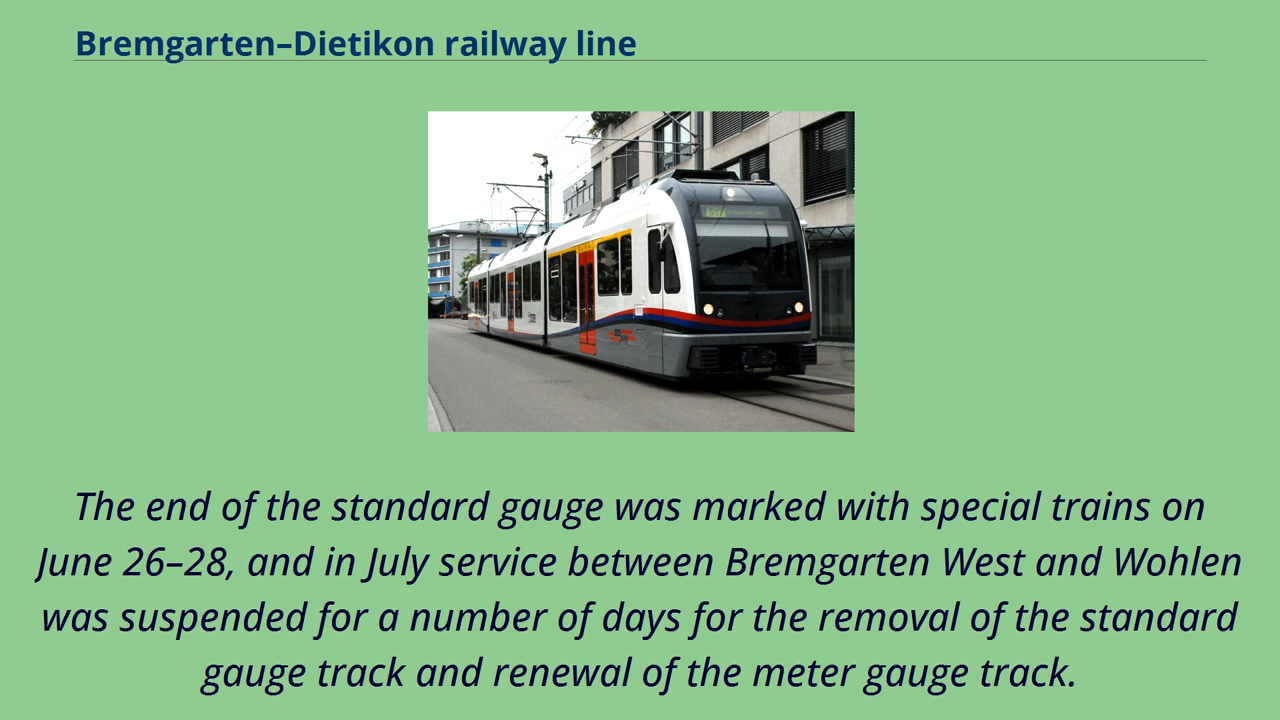 Bremgarten–Dietikon railway line
The end of the standard gauge was marked with special trains on
June 26–28, and in July service between Bremgarten West and Wohlen
was suspended for a number of days for the removal of the standard
gauge track and renewal of the meter gauge track.